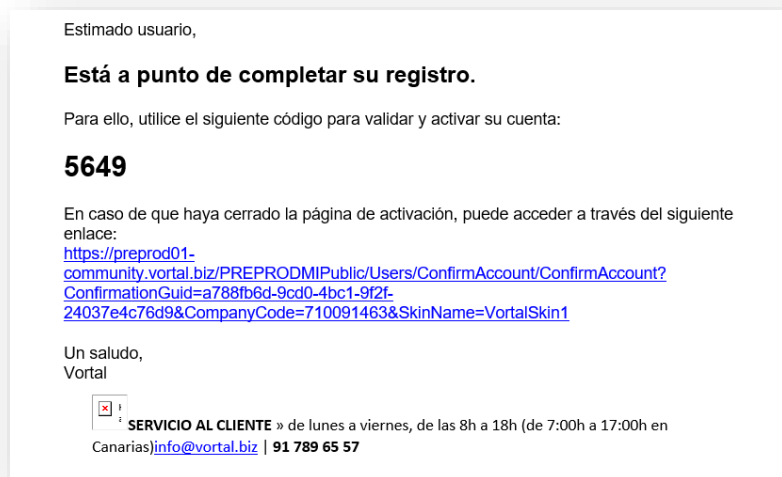 Estimado usuario,
Está a punto de completar su registro.
Para ello, utilice el siguiente código para validar y activar su cuenta:
5649
En caso de que haya cerrado la página de activación, puede acceder a través del siguiente
enlace:
https://preprod01-
community.vortal.biz/PREPRODMIPublic/Users/ConfirmAccount/ConfirmAccount?
ConfirmationGuid=a788fb6d-9cd0-4bc1-9f2f-
24037e4c76d9&CompanyCode=710091463&SkinName=VortalSkin1
Un saludo,
Vortal
SERVICIO AL CLIENTE » de lunes a viernes, de las 8h a 18h (de 7:00h a 17:00h en
Canarias)info@vortal.biz | 91 789 65 57